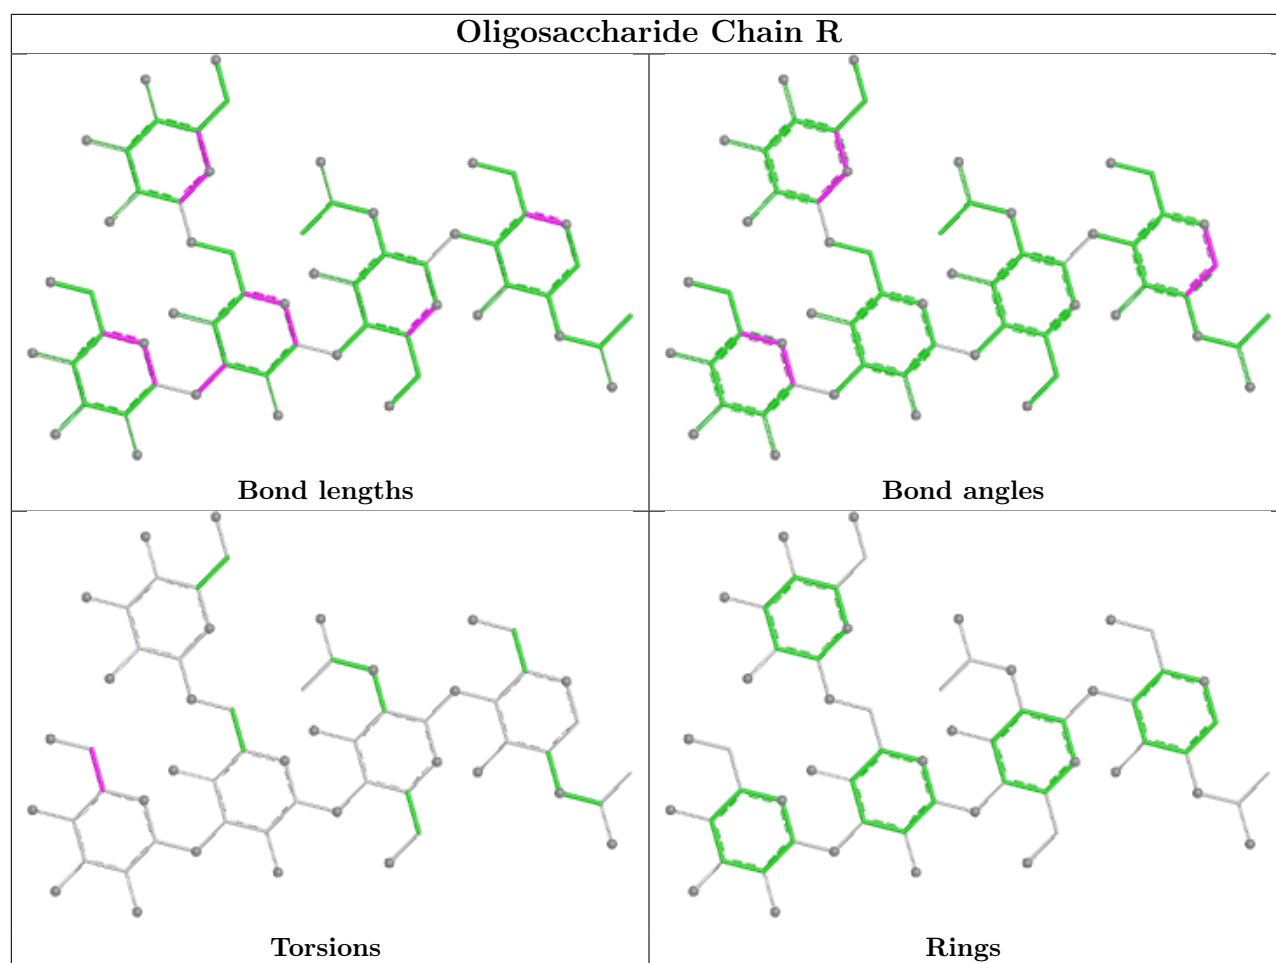 Oligosaccharide Chain R
Bond lengths
Bond angles
Torsions
Rings